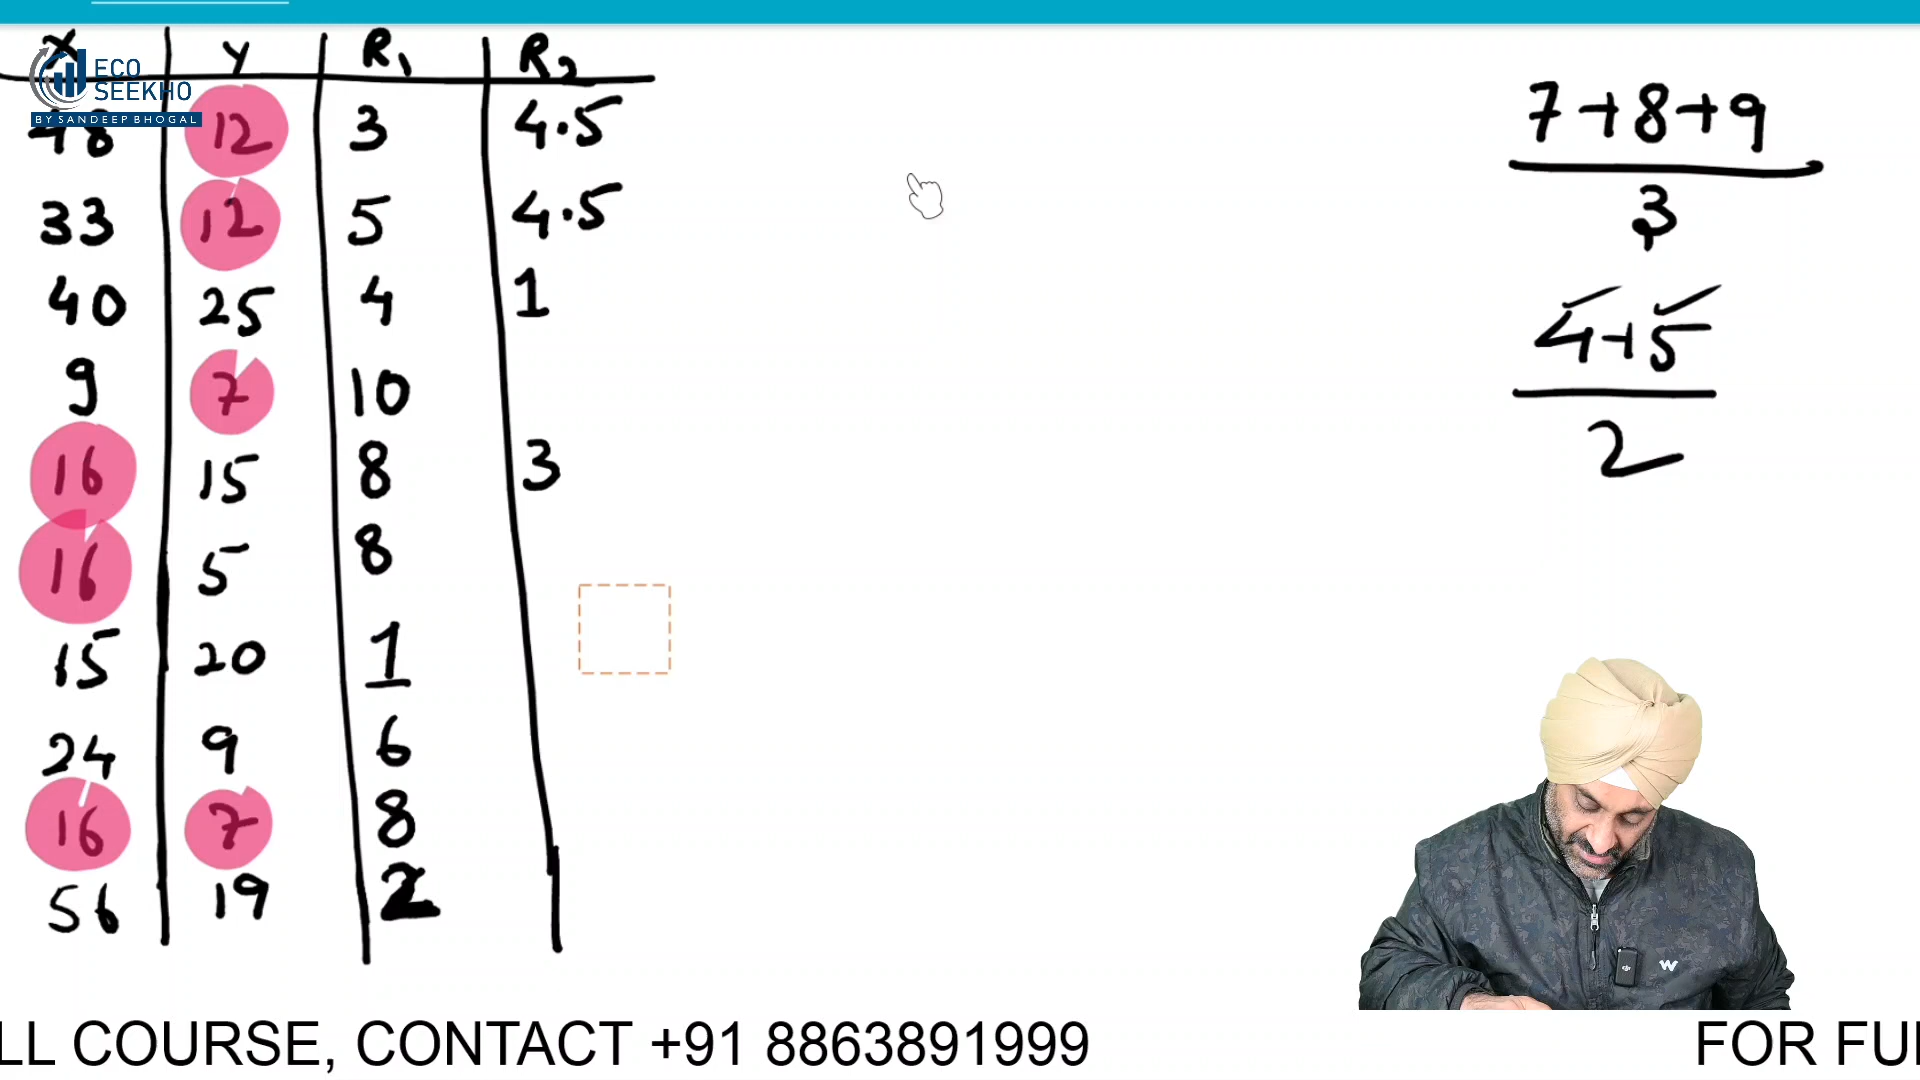 X Y R1 R2
ECO
SEEKHO
BY SANDEEP BHOGAL
48 12 3 4.5
33 12 5 4.5
40 25 4 1
9 7 10
16 15 8 3
16 5 8
15 20 1
24 9 6
16 7 8
56 19 2
7+8+9
3
4+5
2
W
LL COURSE, CONTACT +91 8863891999 FOR FUL